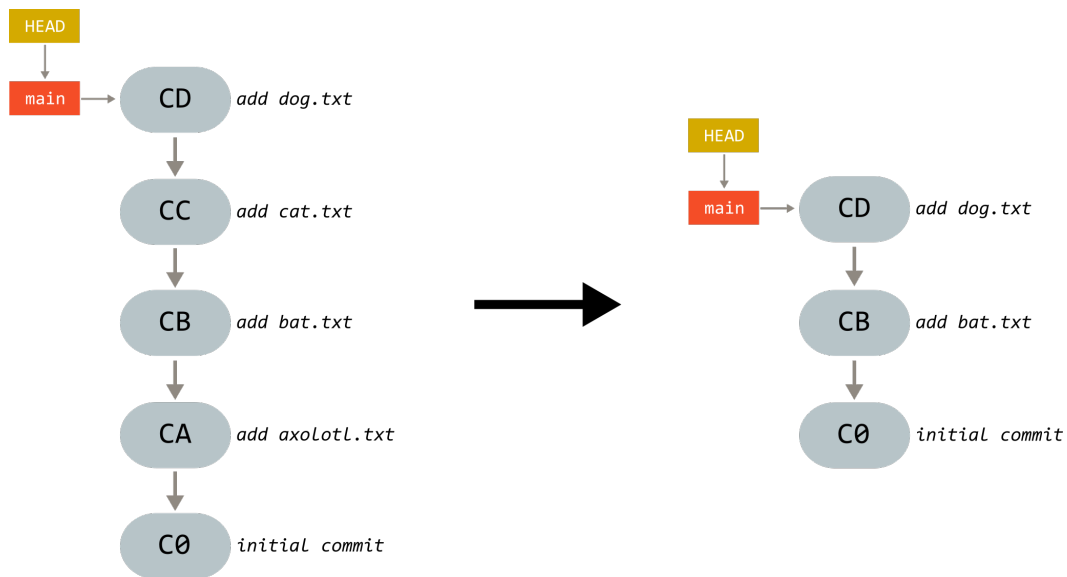 HEAD
main
CD add dog.txt
CC add cat.txt
CB add bat.txt
CA add axolotl.txt
C0 initial commit
HEAD
main
CD add dog.txt
CB add bat.txt
C0 initial commit